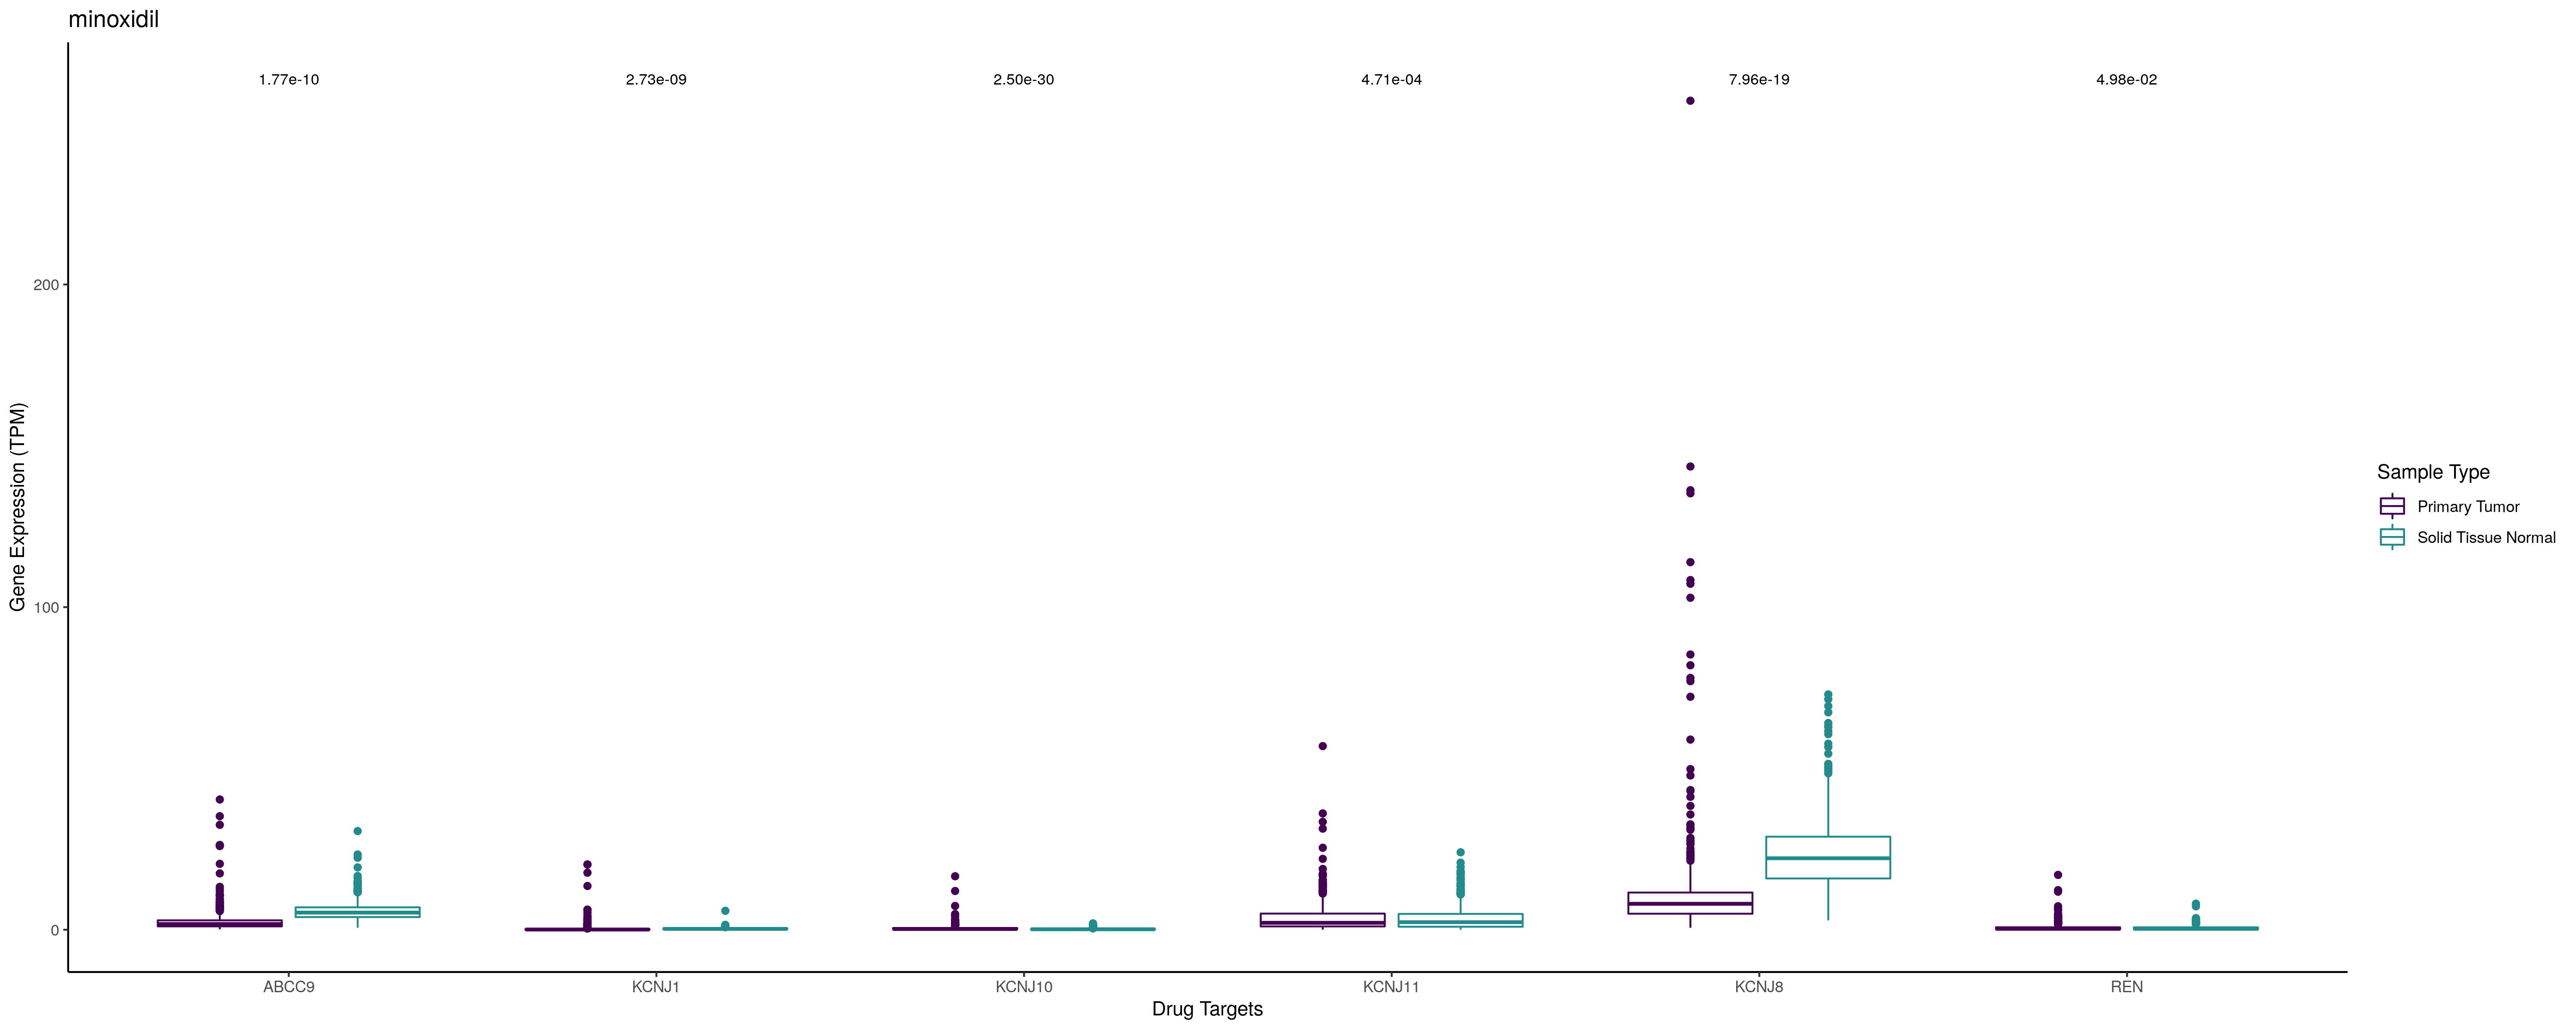 minoxidil
1.77e-10 2.73e-09 2.50e-30 4.71e-04 7.96e-19 4.98e-02
200
100
0
Gene Expression (TPM)
ABCC9 KCNJ1 KCNJ10 KCNJ11 KCNJ8 REN
Drug Targets
Sample Type
Primary Tumor
Solid Tissue Normal